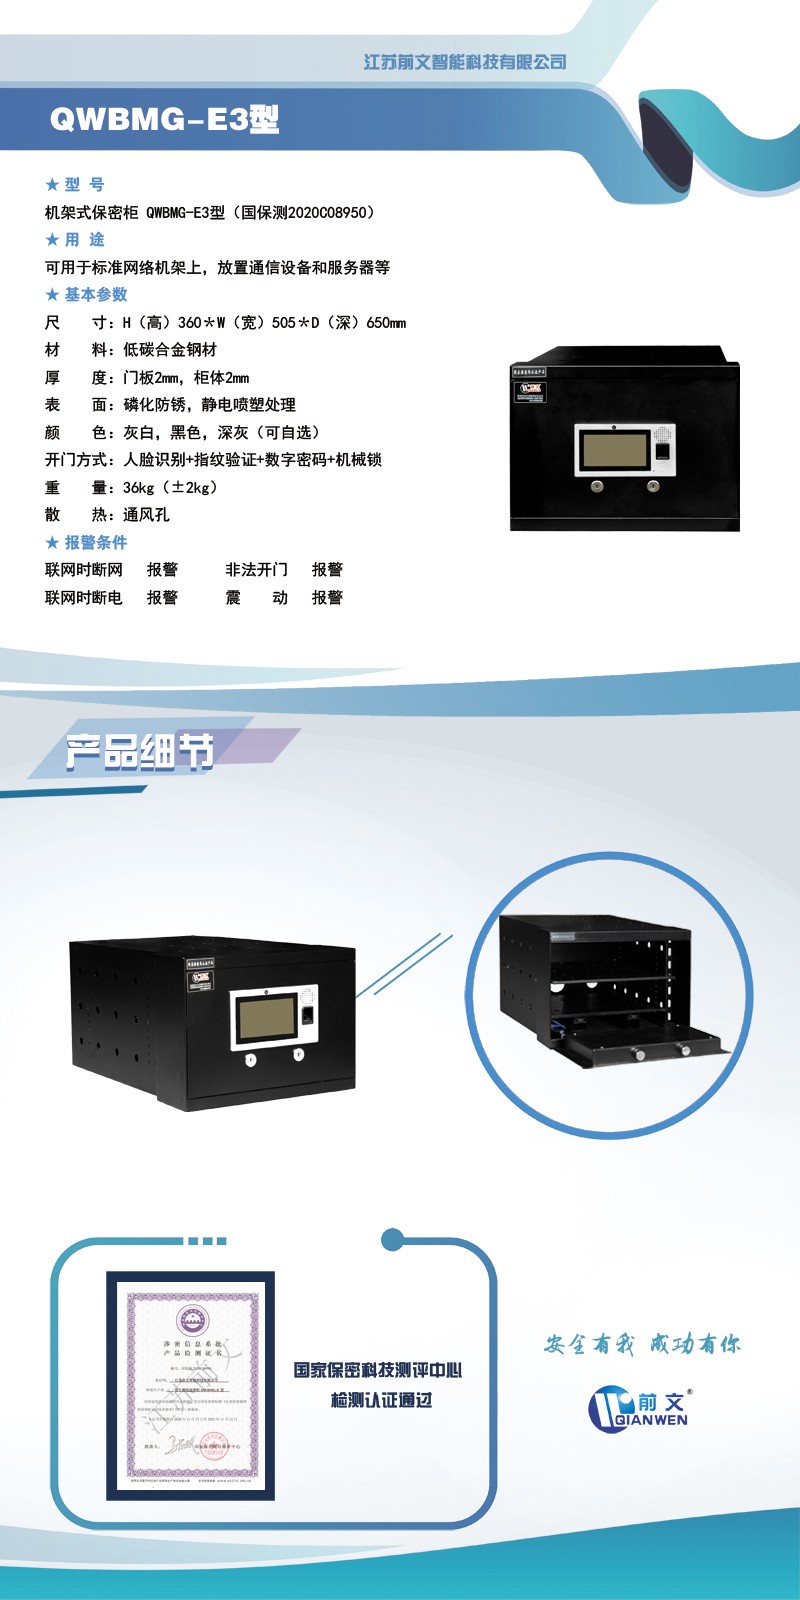 江苏前文智能科技有限公司
QWBMG-E3型
★ 型 号
机架式保密柜 QWBMG-E3型（国保测2020C08950）
★ 用 途
可用于标准网络机架上，放置通信设备和服务器等
★ 基本参数
尺 寸：H（高）360＊W（宽）505＊D（深）650mm
材 料：低碳合金钢材
厚 度：门板2mm，柜体2mm
表 面：磷化防锈，静电喷塑处理
颜 色：灰白，黑色，深灰（可自选）
开门方式：人脸识别+指纹验证+数字密码+机械锁
重 量：36kg（±2kg）
散 热：通风孔
★ 报警条件
联网时断网 报警 非法开门 报警
联网时断电 报警 震 动 报警
产品细节
涉密信息系统
产品检测证书
国家保密科技测评中心
检测认证通过
安全有我 成功有你
前文®
QIANWEN